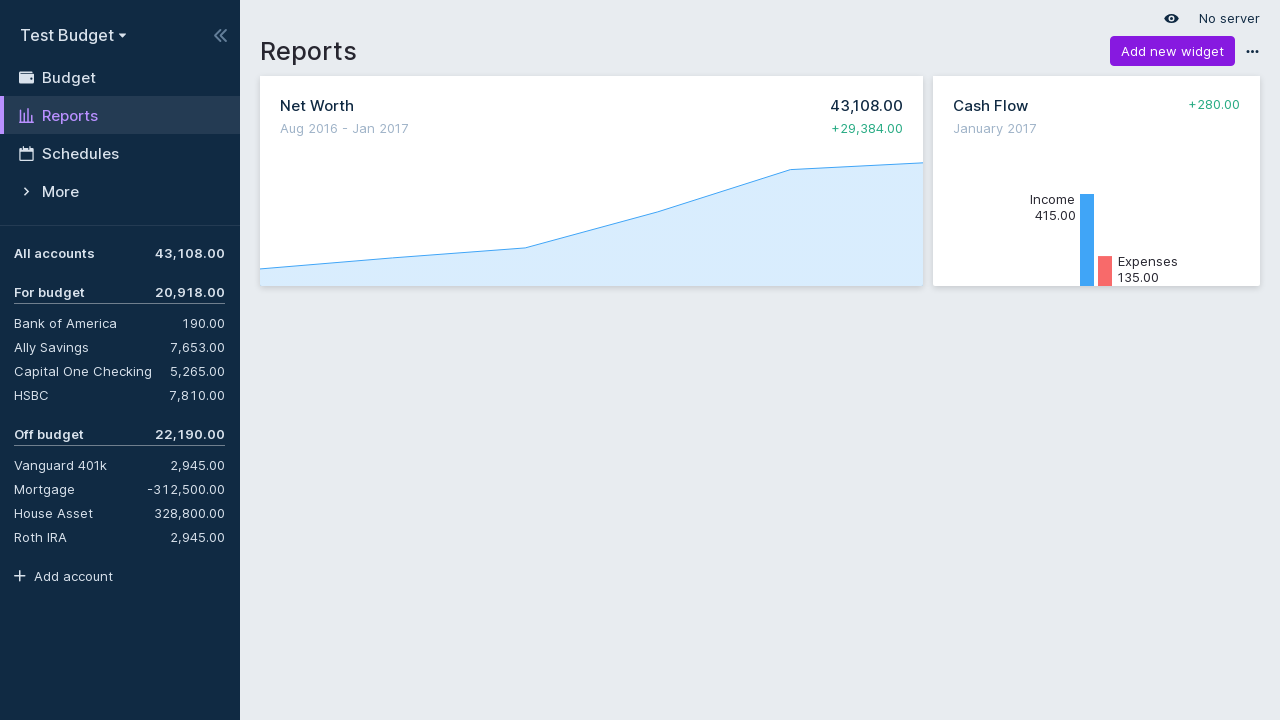 Test Budget
Budget
Reports
Schedules
More
All accounts 43,108.00
For budget 20,918.00
Bank of America 190.00
Ally Savings 7,653.00
Capital One Checking 5,265.00
HSBC 7,810.00
Off budget 22,190.00
Vanguard 401k 2,945.00
Mortgage -312,500.00
House Asset 328,800.00
Roth IRA 2,945.00
Add account
No server
Reports
Add new widget
Net Worth 43,108.00
Aug 2016 - Jan 2017 +29,384.00
Cash Flow +280.00
January 2017
Income
415.00
Expenses
135.00